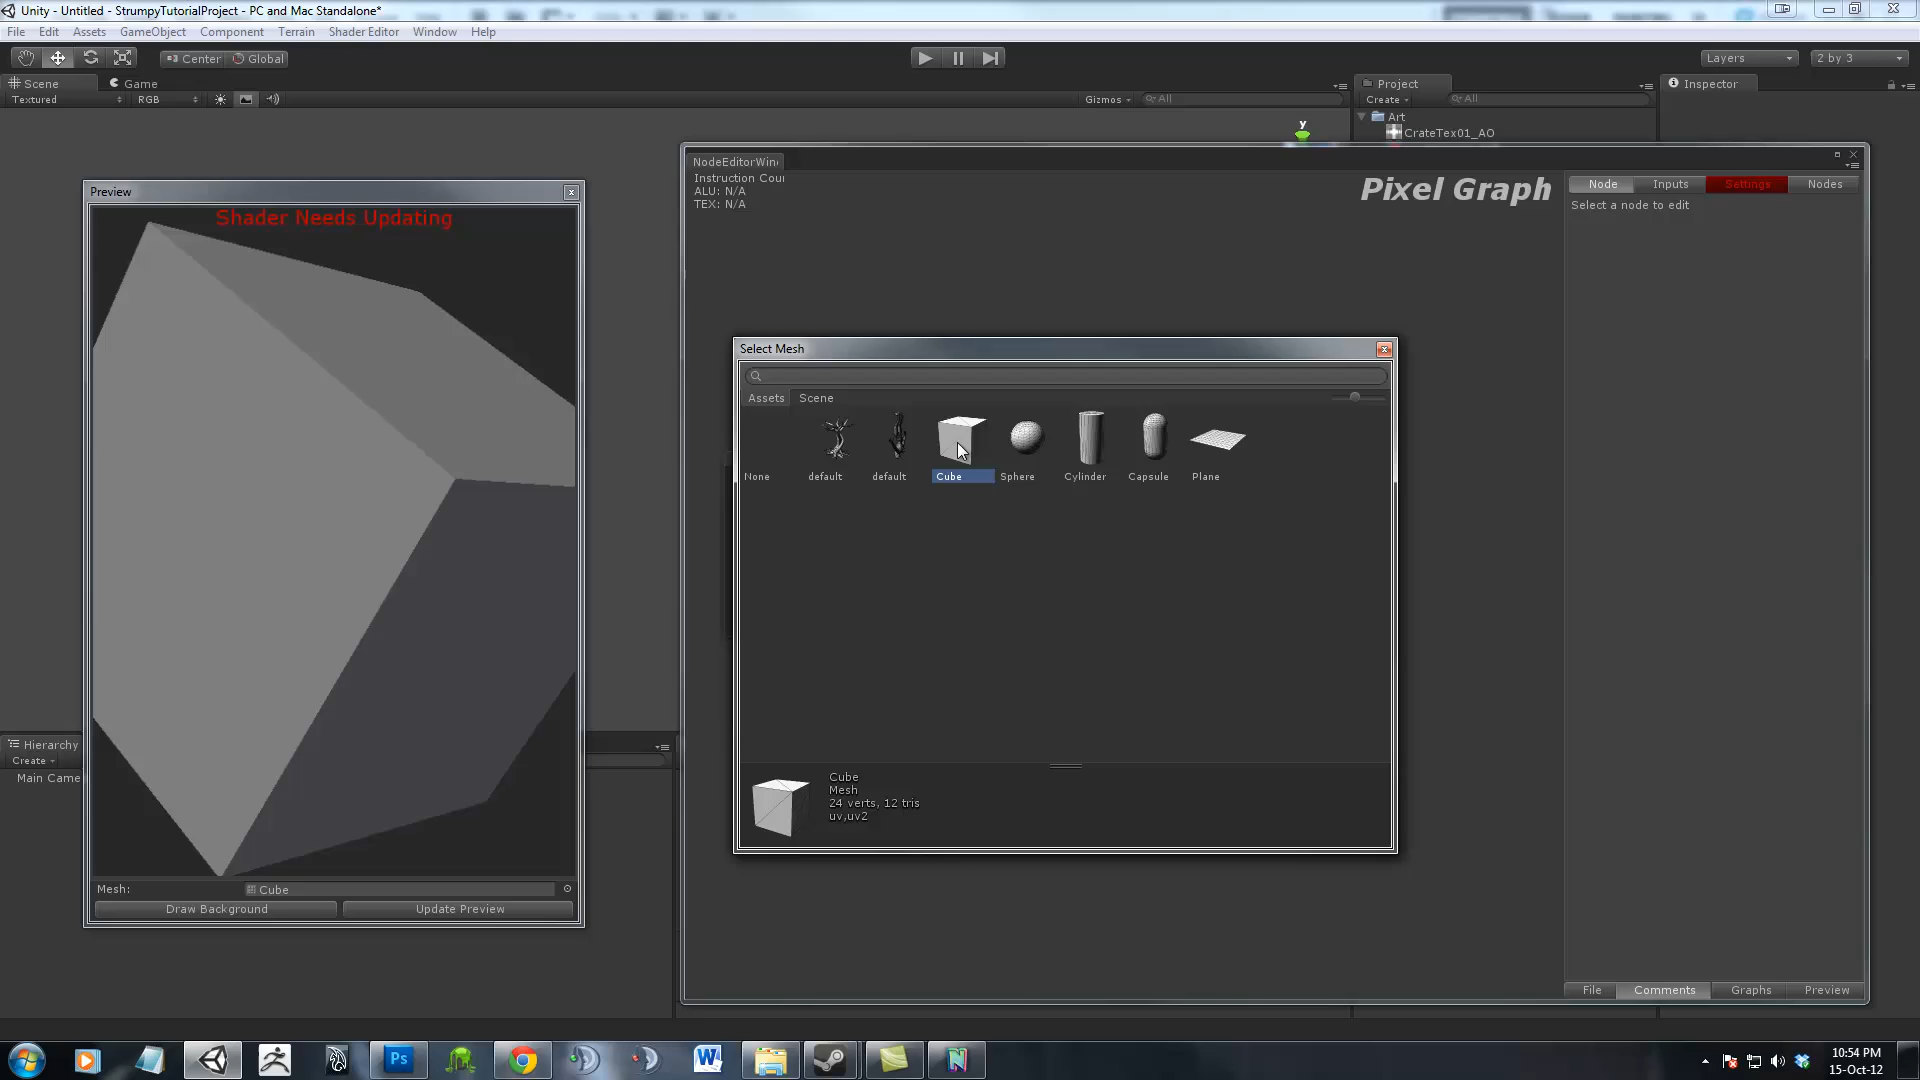 Unity - Untitled - StrumpyTutorialProject - PC and Mac Standalone*
File Edit Assets GameObject Component Terrain Shader Editor Window Help
Center Global
Layers 2 by 3
Scene Game
Project
Inspector
Textured RGB
Gizmos All
Create All
Art
CrateTex01_AO
y
NodeEditorWin
Instruction Cou
ALU: N/A
TEX: N/A
Pixel Graph
Node Inputs Settings Nodes
Select a node to edit
Preview
Shader Needs Updating
Mesh: Cube
Draw Background Update Preview
Select Mesh
Assets Scene
None default default Cube Sphere Cylinder Capsule Plane
Cube
Mesh
24 verts, 12 tris
uv,uv2
Hierarchy
Create
Main Came
File Comments Graphs Preview
Ps
W
N
10:54 PM
15-Oct-12